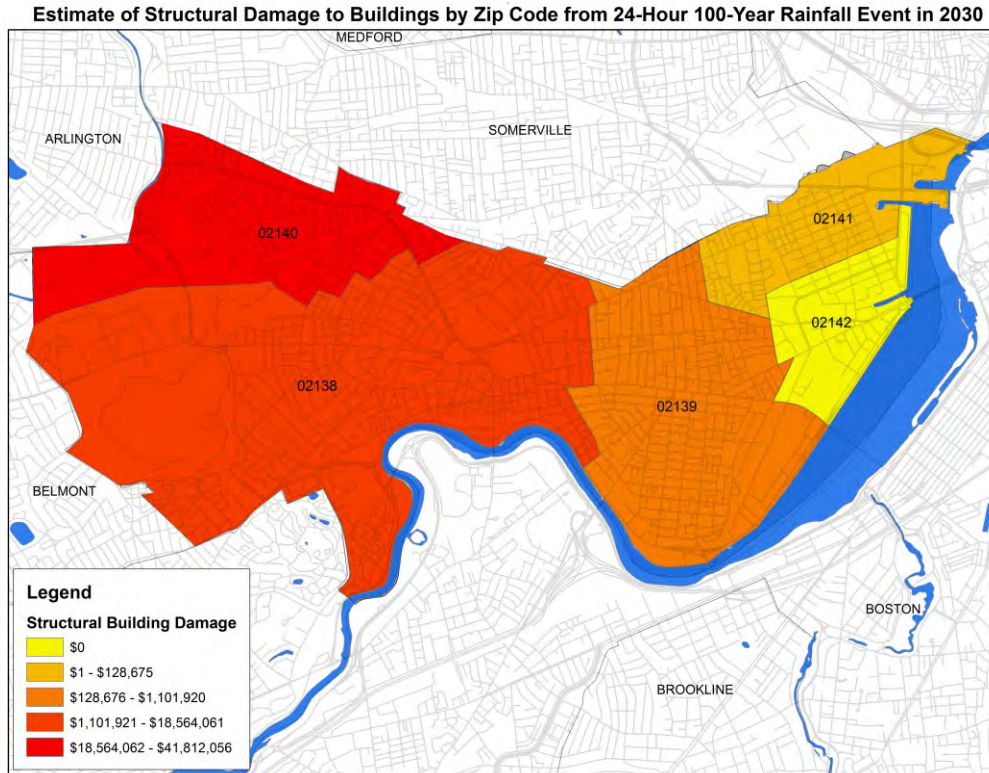 Estimate of Structural Damage to Buildings by Zip Code from 24-Hour 100-Year Rainfall Event in 2030
MEDFORD
ARLINGTON
SOMERVILLE
02140
02141
02142
02138
02139
BELMONT
BOSTON
BROOKLINE
Legend
Structural Building Damage
$0
$1 - $128,675
$128,676 - $1,101,920
$1,101,921 - $18,564,061
$18,564,062 - $41,812,056